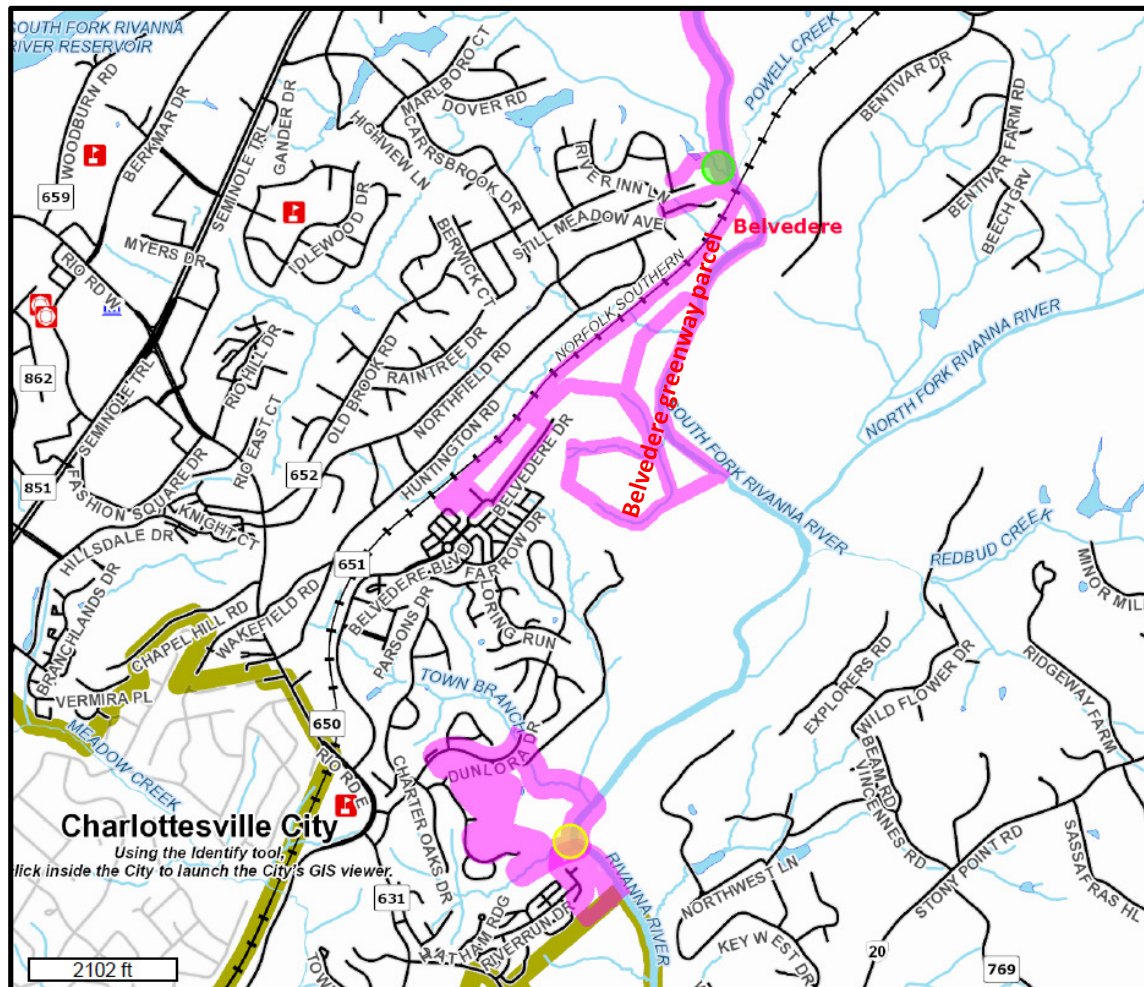 SOUTH FORK RIVANNA
RIVER RESERVOIR
WOODBURN RD
BERKMAR DR
SEMINOLE TRL
GANDER DR
HIGHVIEW LN
MARLBORO CT
DOVER RD
CARRSBROOK DR
POWELL CREEK
BENTIVAR DR
BENTIVAR FARM RD
BEECH GRV
659
MYERS DR
IDLEWOOD DR
RIVER INN LN
STILL MEADOW AVE
BERWICK CT
Belvedere
RIO RD W
NORFOLK SOUTHERN
Belvedere greenway parcel
862
SEMINOLE TRL
RIO HILL DR
OLD BROOK RD
RAINTREE DR
NORTHFIELD RD
HUNTINGTON RD
NORTH FORK RIVANNA RIVER
851
FASHION SQUARE DR
RIO EAST CT
652
BELVEDERE DR
SOUTH FORK RIVANNA RIVER
HILLSDALE DR
KNIGHT CT
651
BELVEDERE BLVD
FARROW DR
REDBUD CREEK
BRANCHLANDS DR
CHAPEL HILL RD
WAKEFIELD RD
PARSONS DR
LORING RUN
MINOR MILL
VERMIRA PL
MEADOW CREEK
650
TOWN BRANCH
EXPLORERS RD
WILD FLOWER DR
RIDGEWAY FARM
RIO RD E
DUNLORA DR
BEAM RD
VINCENNES RD
CHARTER OAKS DR
Charlottesville City
Using the Identify tool,
lick inside the City to launch the City's GIS viewer.
STONY POINT RD
SASSAFRAS HL
NORTHWEST LN
RIVANNA RIVER
631
HATHAM RDG
RIVERRUN DR
KEY WEST DR
20
769
2102 ft
TOW